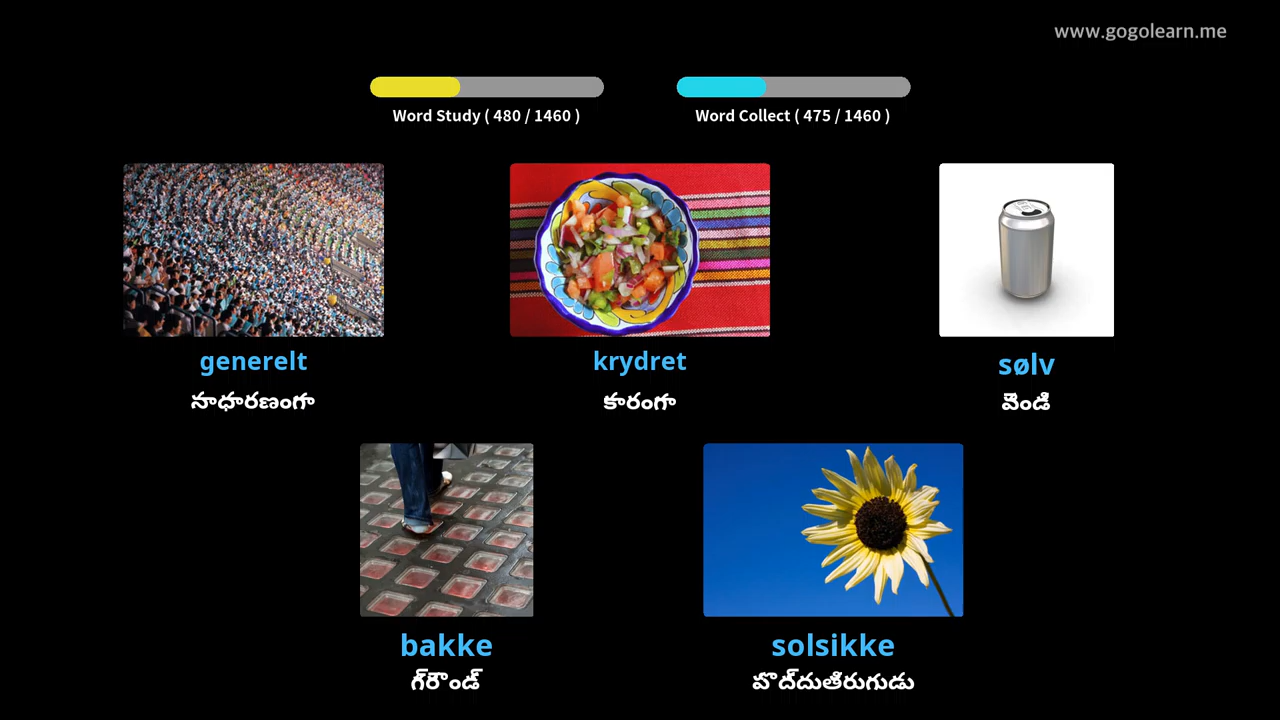 www.gogolearn.me
Word Study ( 480 / 1460 )
Word Collect ( 475 / 1460 )
generelt
krydret
sølv
సాధారణంగా
కారంగా
వెండి
bakke
solsikke
గ్రౌండ్
పొద్దుతిరుగుడు